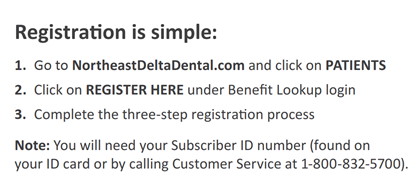 Registration is simple:
1. Go to NortheastDeltaDental.com and click on PATIENTS
2. Click on REGISTER HERE under Benefit Lookup login
3. Complete the three-step registration process
Note: You will need your Subscriber ID number (found on
your ID card or by calling Customer Service at 1-800-832-5700).